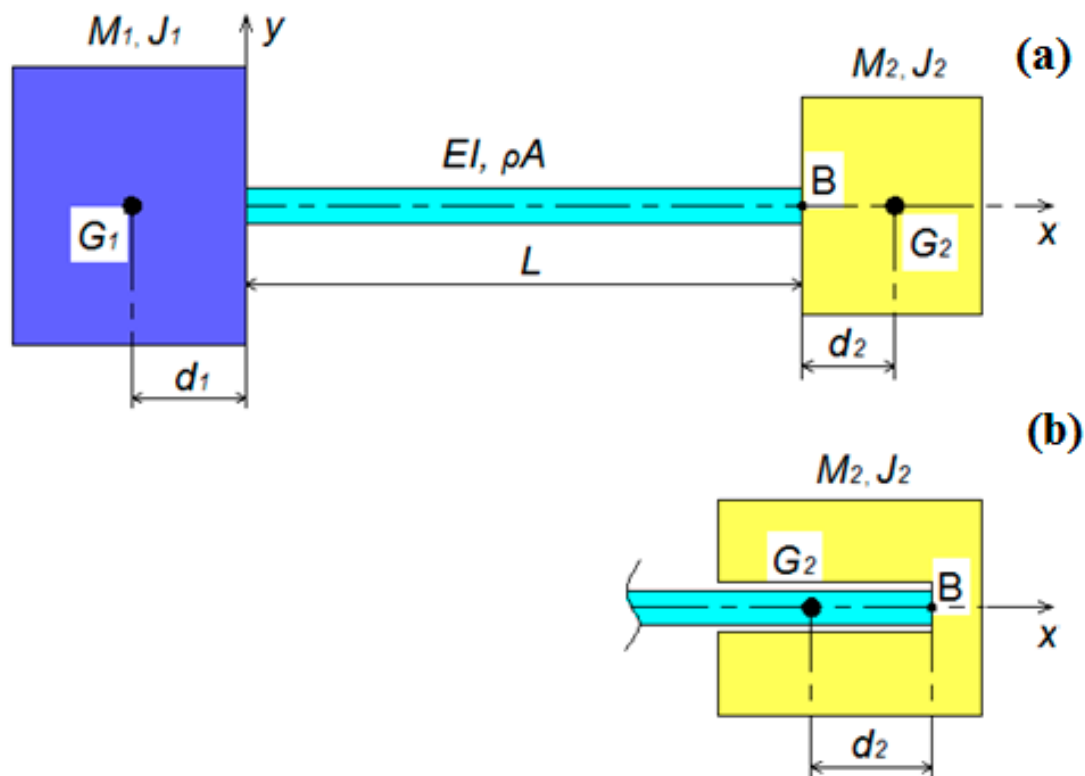 M1, J1
y
M2, J2
(a)
EI, ρA
B
G1
G2
x
L
d1
d2
(b)
M2, J2
G2
B
x
d2